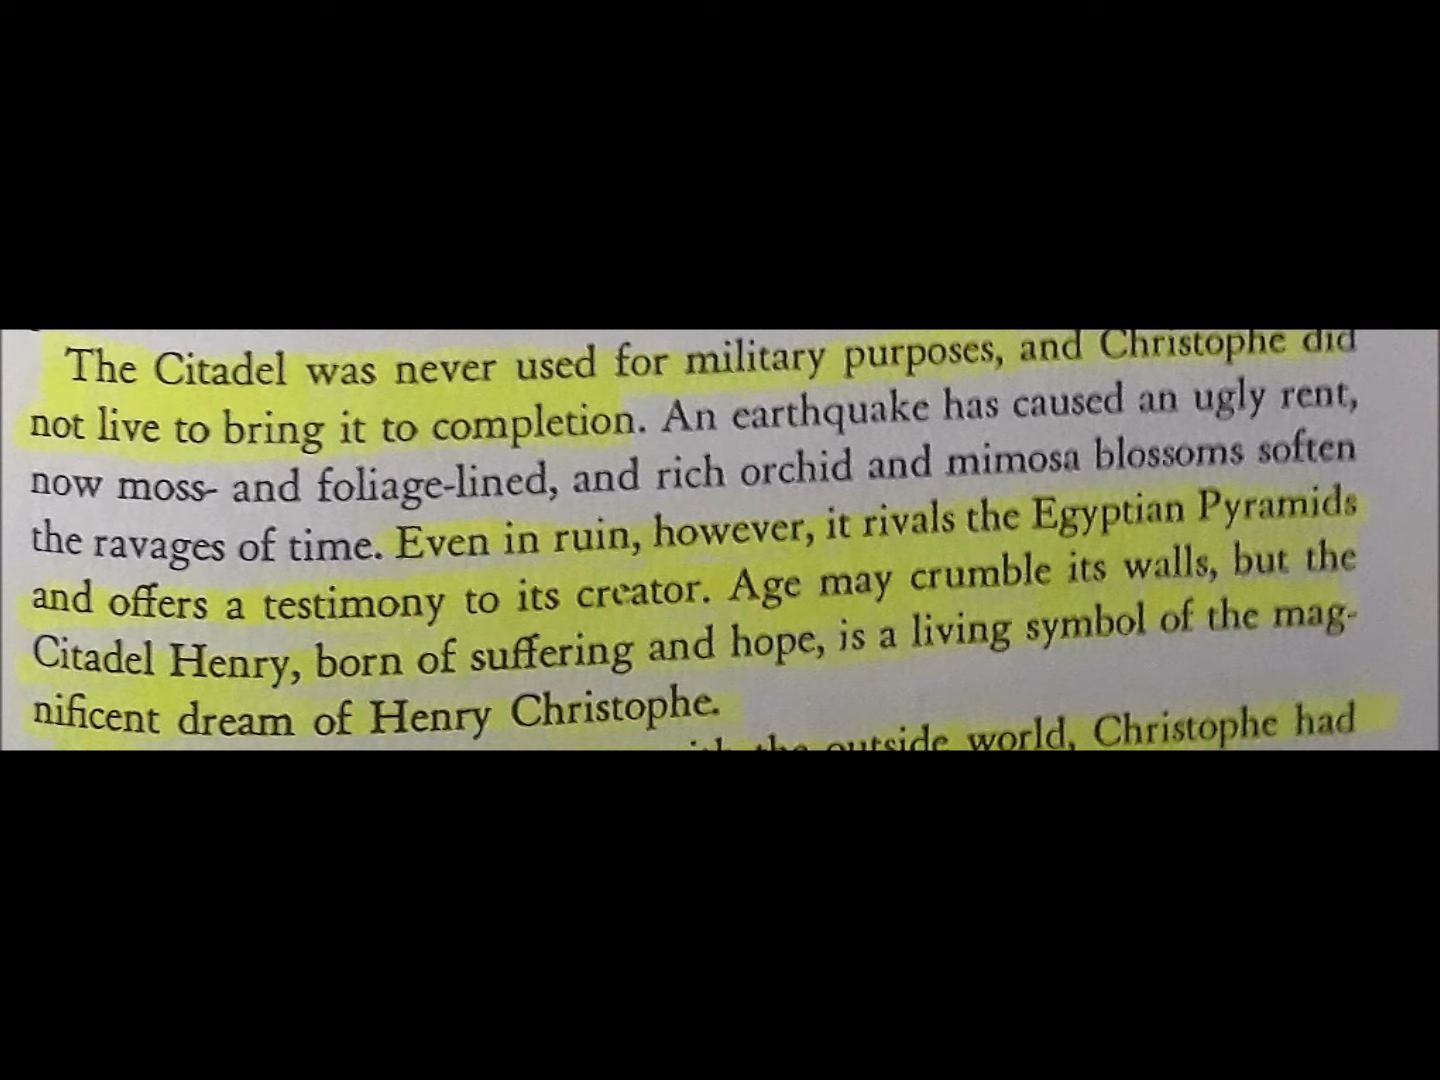 The Citadel was never used for military purposes, and Christophe did
not live to bring it to completion. An earthquake has caused an ugly rent,
now moss- and foliage-lined, and rich orchid and mimosa blossoms soften
the ravages of time. Even in ruin, however, it rivals the Egyptian Pyramids
and offers a testimony to its creator. Age may crumble its walls, but the
Citadel Henry, born of suffering and hope, is a living symbol of the mag-
nificent dream of Henry Christophe.
the outside world, Christophe had